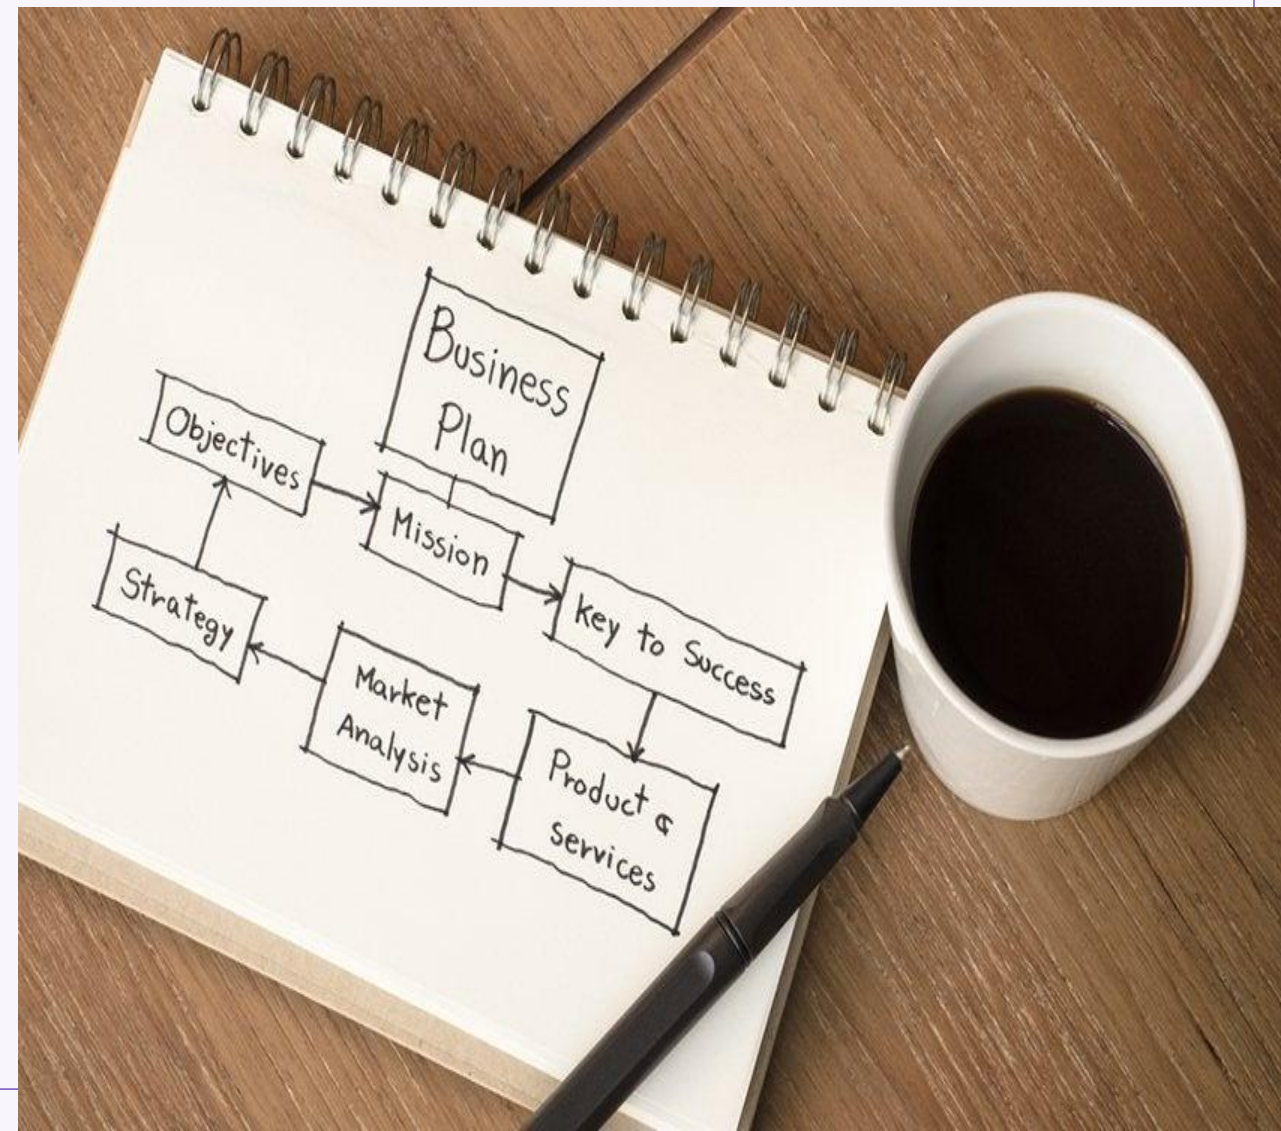 Business
Plan
Objectives
Mission
Key to Success
Strategy
Market
Analysis
Product &
services